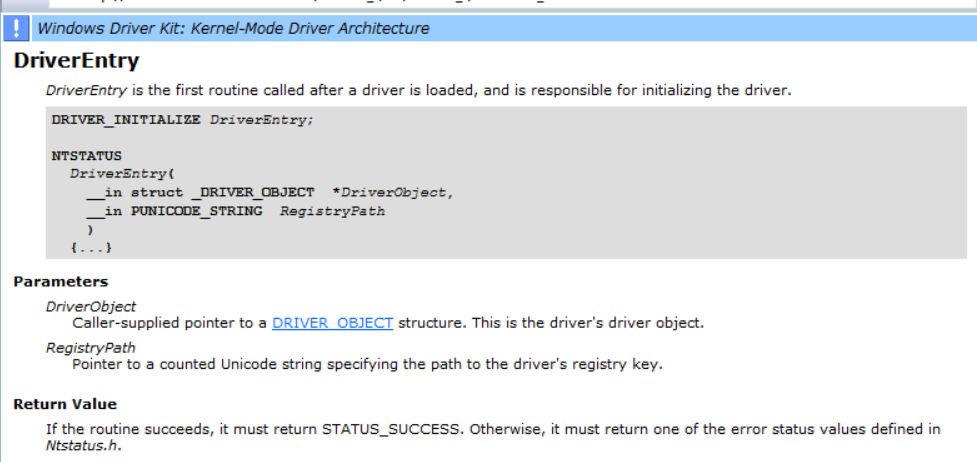 Windows Driver Kit: Kernel-Mode Driver Architecture
DriverEntry
DriverEntry is the first routine called after a driver is loaded, and is responsible for initializing the driver.
DRIVER_INITIALIZE DriverEntry;
NTSTATUS
DriverEntry(
__in struct _DRIVER_OBJECT *DriverObject,
__in PUNICODE_STRING RegistryPath
)
{...}
Parameters
DriverObject
Caller-supplied pointer to a DRIVER_OBJECT structure. This is the driver's driver object.
RegistryPath
Pointer to a counted Unicode string specifying the path to the driver's registry key.
Return Value
If the routine succeeds, it must return STATUS_SUCCESS. Otherwise, it must return one of the error status values defined in
Ntstatus.h.